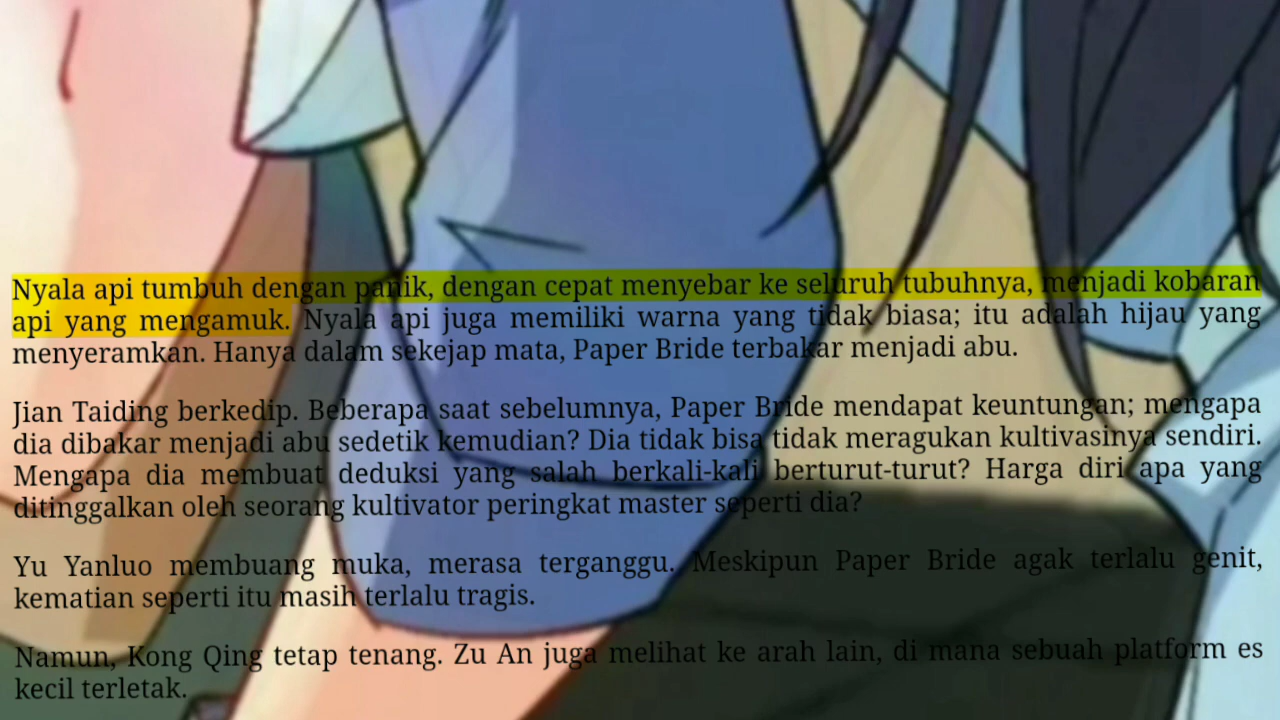 Nyala api tumbuh dengan panik, dengan cepat menyebar ke seluruh tubuhnya, menjadi kobaran
api yang mengamuk. Nyala api juga memiliki warna yang tidak biasa; itu adalah hijau yang
menyeramkan. Hanya dalam sekejap mata, Paper Bride terbakar menjadi abu.
Jian Taiding berkedip. Beberapa saat sebelumnya, Paper Bride mendapat keuntungan; mengapa
dia dibakar menjadi abu sedetik kemudian? Dia tidak bisa tidak meragukan kultivasinya sendiri.
Mengapa dia membuat deduksi yang salah berkali-kali berturut-turut? Harga diri apa yang
ditinggalkan oleh seorang kultivator peringkat master seperti dia?
Yu Yanluo membuang muka, merasa terganggu. Meskipun Paper Bride agak terlalu genit,
kematian seperti itu masih terlalu tragis.
Namun, Kong Qing tetap tenang. Zu An juga melihat ke arah lain, di mana sebuah platform es
kecil terletak.